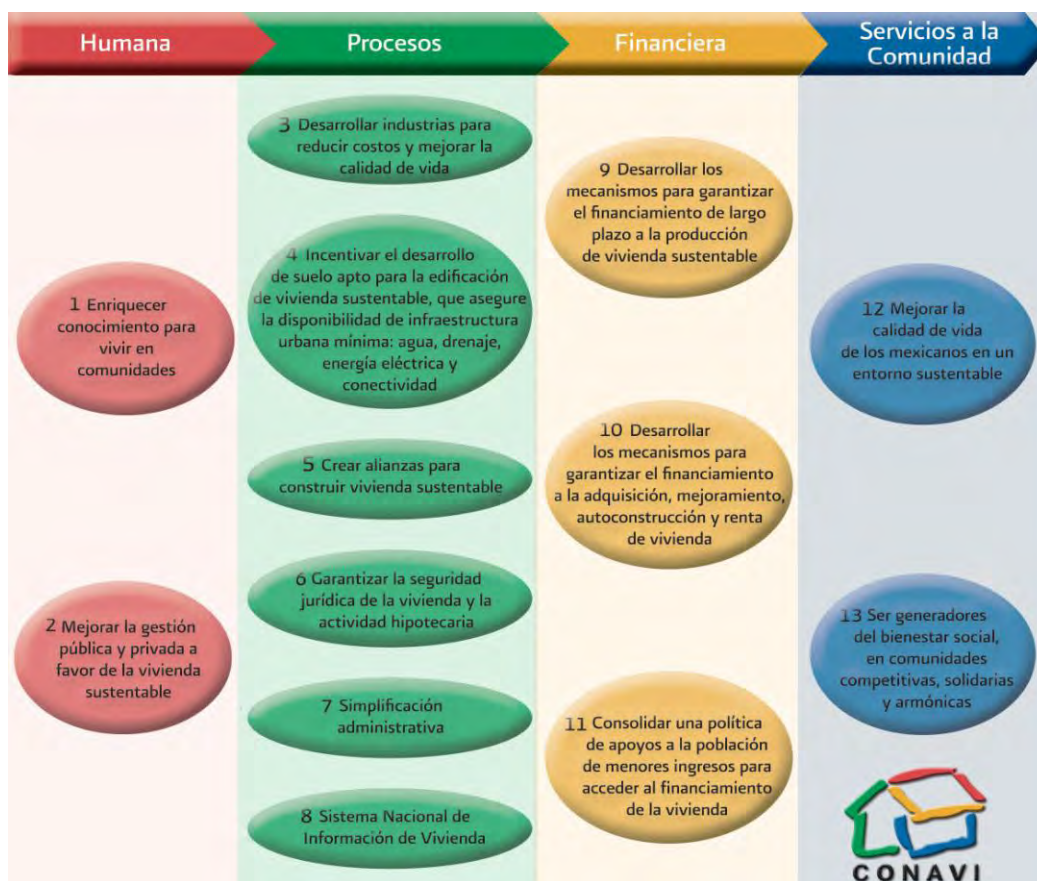 Humana
Procesos
Financiera
Servicios a la
Comunidad
1 Enriquecer
conocimiento para
vivir en
comunidades
2 Mejorar la gestión
pública y privada a
favor de la vivienda
sustentable
3 Desarrollar industrias para
reducir costos y mejorar la
calidad de vida
4 Incentivar el desarrollo
de suelo apto para la edificación
de vivienda sustentable, que asegure
la disponibilidad de infraestructura
urbana mínima: agua, drenaje,
energía eléctrica y
conectividad
5 Crear alianzas para
construir vivienda sustentable
6 Garantizar la seguridad
jurídica de la vivienda y la
actividad hipotecaria
7 Simplificación
administrativa
8 Sistema Nacional de
Información de Vivienda
9 Desarrollar los
mecanismos para garantizar
el financiamiento de largo
plazo a la producción
de vivienda sustentable
10 Desarrollar
los mecanismos para
garantizar el financiamiento
a la adquisición, mejoramiento,
autoconstrucción y renta
de vivienda
11 Consolidar una política
de apoyos a la población
de menores ingresos para
acceder al financiamiento
de la vivienda
12 Mejorar la
calidad de vida
de los mexicanos en un
entorno sustentable
13 Ser generadores
del bienestar social,
en comunidades
competitivas, solidarias
y armónicas
CONAVI